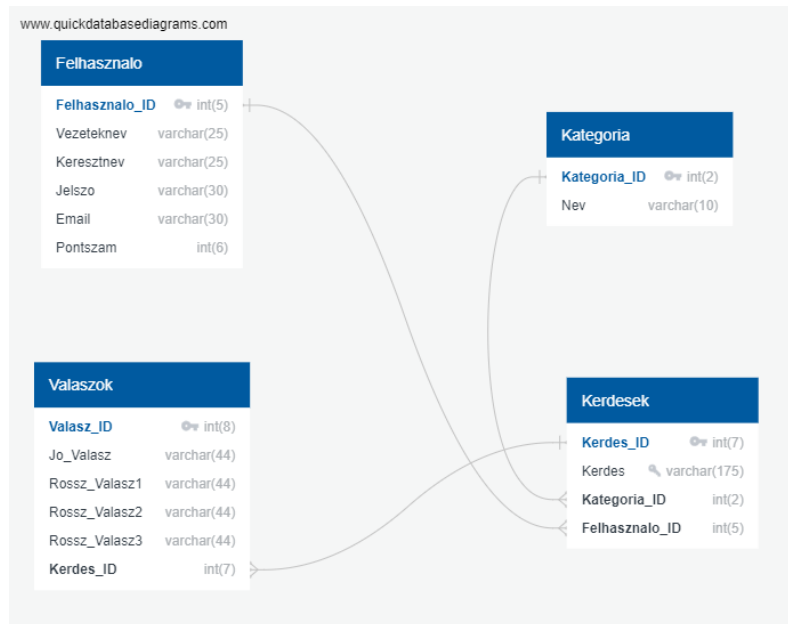 www.quickdatabasediagrams.com
Felhasznalo
Felhasznalo_ID int(5)
Vezeteknev varchar(25)
Keresztnev varchar(25)
Jelszo varchar(30)
Email varchar(30)
Pontszam int(6)
Kategoria
Kategoria_ID int(2)
Nev varchar(10)
Valaszok
Valasz_ID int(8)
Jo_Valasz varchar(44)
Rossz_Valasz1 varchar(44)
Rossz_Valasz2 varchar(44)
Rossz_Valasz3 varchar(44)
Kerdes_ID int(7)
Kerdesek
Kerdes_ID int(7)
Kerdes varchar(175)
Kategoria_ID int(2)
Felhasznalo_ID int(5)